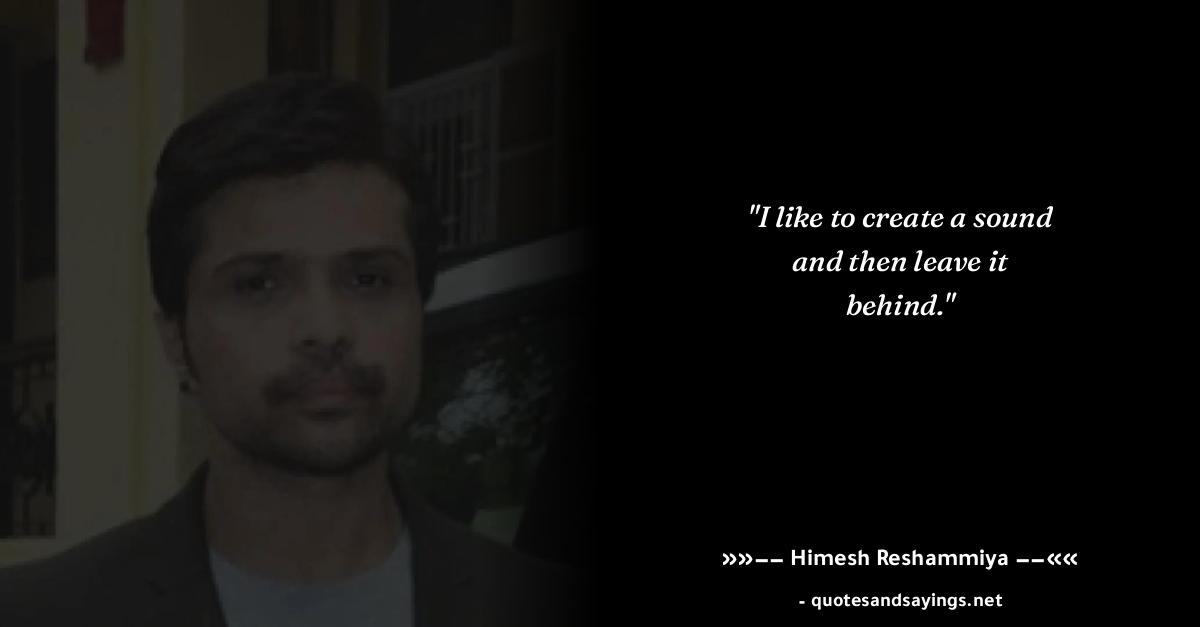 "I like to create a sound
and then leave it
behind."
»»−− Himesh Reshammiya −−««
- quotesandsayings.net